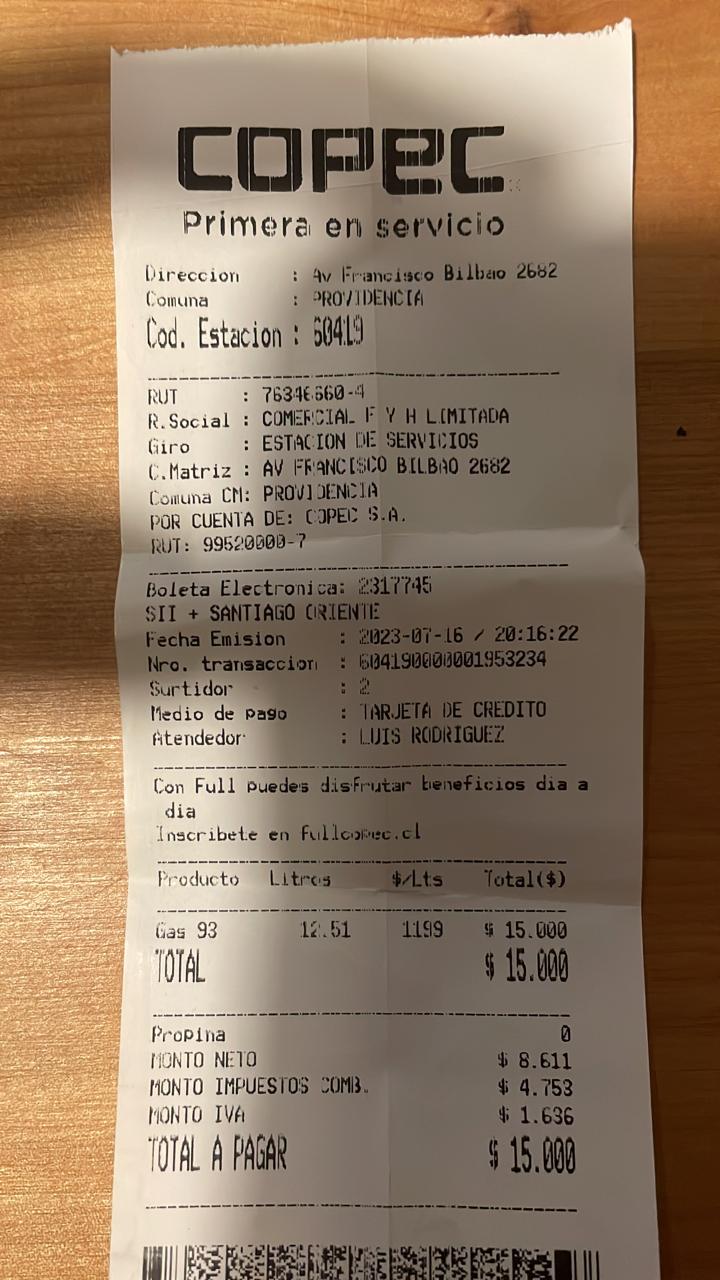 COPEC
Primera en servicio
Direccion : Av Francisco Bilbao 2682
Comuna : PROVIDENCIA
Cod. Estacion : 60419
RUT : 76346660-4
R.Social : COMERCIAL F Y H LIMITADA
Giro : ESTACION DE SERVICIOS
C.Matriz : AV FRANCISCO BILBAO 2682
Comuna CM: PROVIDENCIA
POR CUENTA DE: COPEC S.A.
RUT: 99520000-7
Boleta Electronica: 2317745
SII + SANTIAGO ORIENTE
Fecha Emision : 2023-07-16 / 20:16:22
Nro. transaccion : 604190000001953234
Surtidor : 2
Medio de pago : TARJETA DE CREDITO
Atendedor : LUIS RODRIGUEZ
Con Full puedes disfrutar beneficios dia a
dia
Inscribete en fullcopec.cl
Producto Litros $/Lts Total($)
Gas 93 12.51 1199 $ 15.000
TOTAL $ 15.000
Propina 0
MONTO NETO $ 8.611
MONTO IMPUESTOS COMB. $ 4.753
MONTO IVA $ 1.636
TOTAL A PAGAR $ 15.000